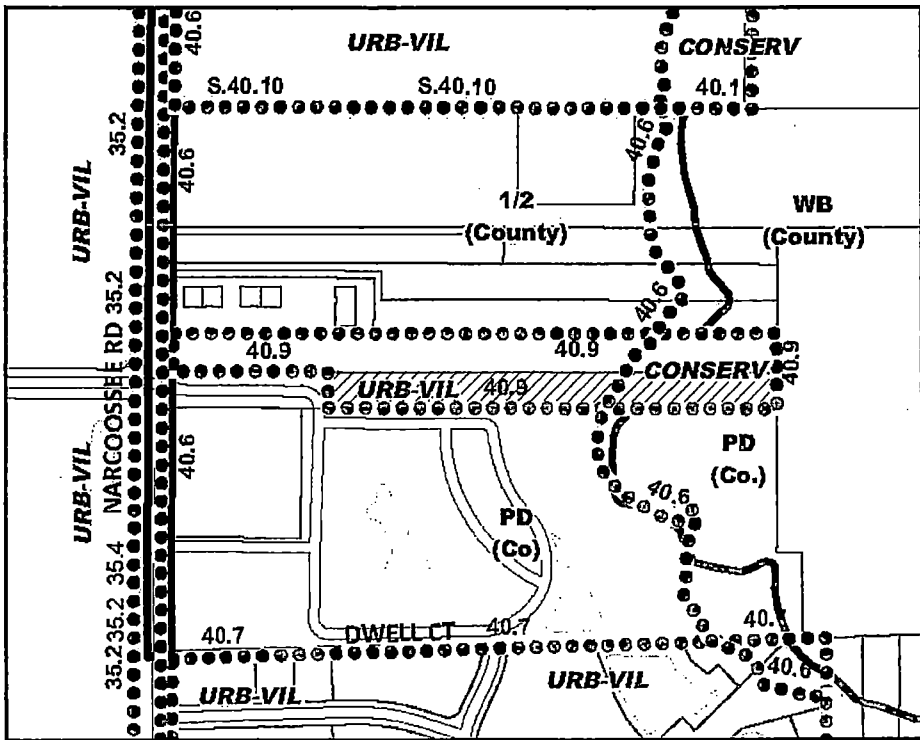 40.6
URB-VIL
CONSERV
S.40.10
S.40.10
40.1
35.2
40.6
40.6
URB-VIL
1/2
(County)
WB
(County)
35.2
40.6
40.9
40.9
40.9
URB-VIL
40.9
CONSERV
NARCOOSSEE RD
URB-VIL
40.6
PD
(Co.)
40.6
PD
(Co)
35.4
35.2
35.2
35.2
40.7
DWELL CT
40.7
URB-VIL
URB-VIL
40.6